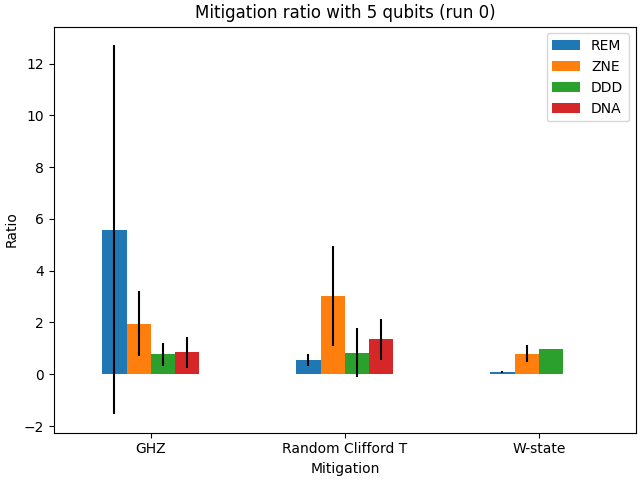 Mitigation ratio with 5 qubits (run 0)
REM
ZNE
DDD
DNA
12
10
8
6
4
2
0
−2
Ratio
GHZ
Random Clifford T
W-state
Mitigation